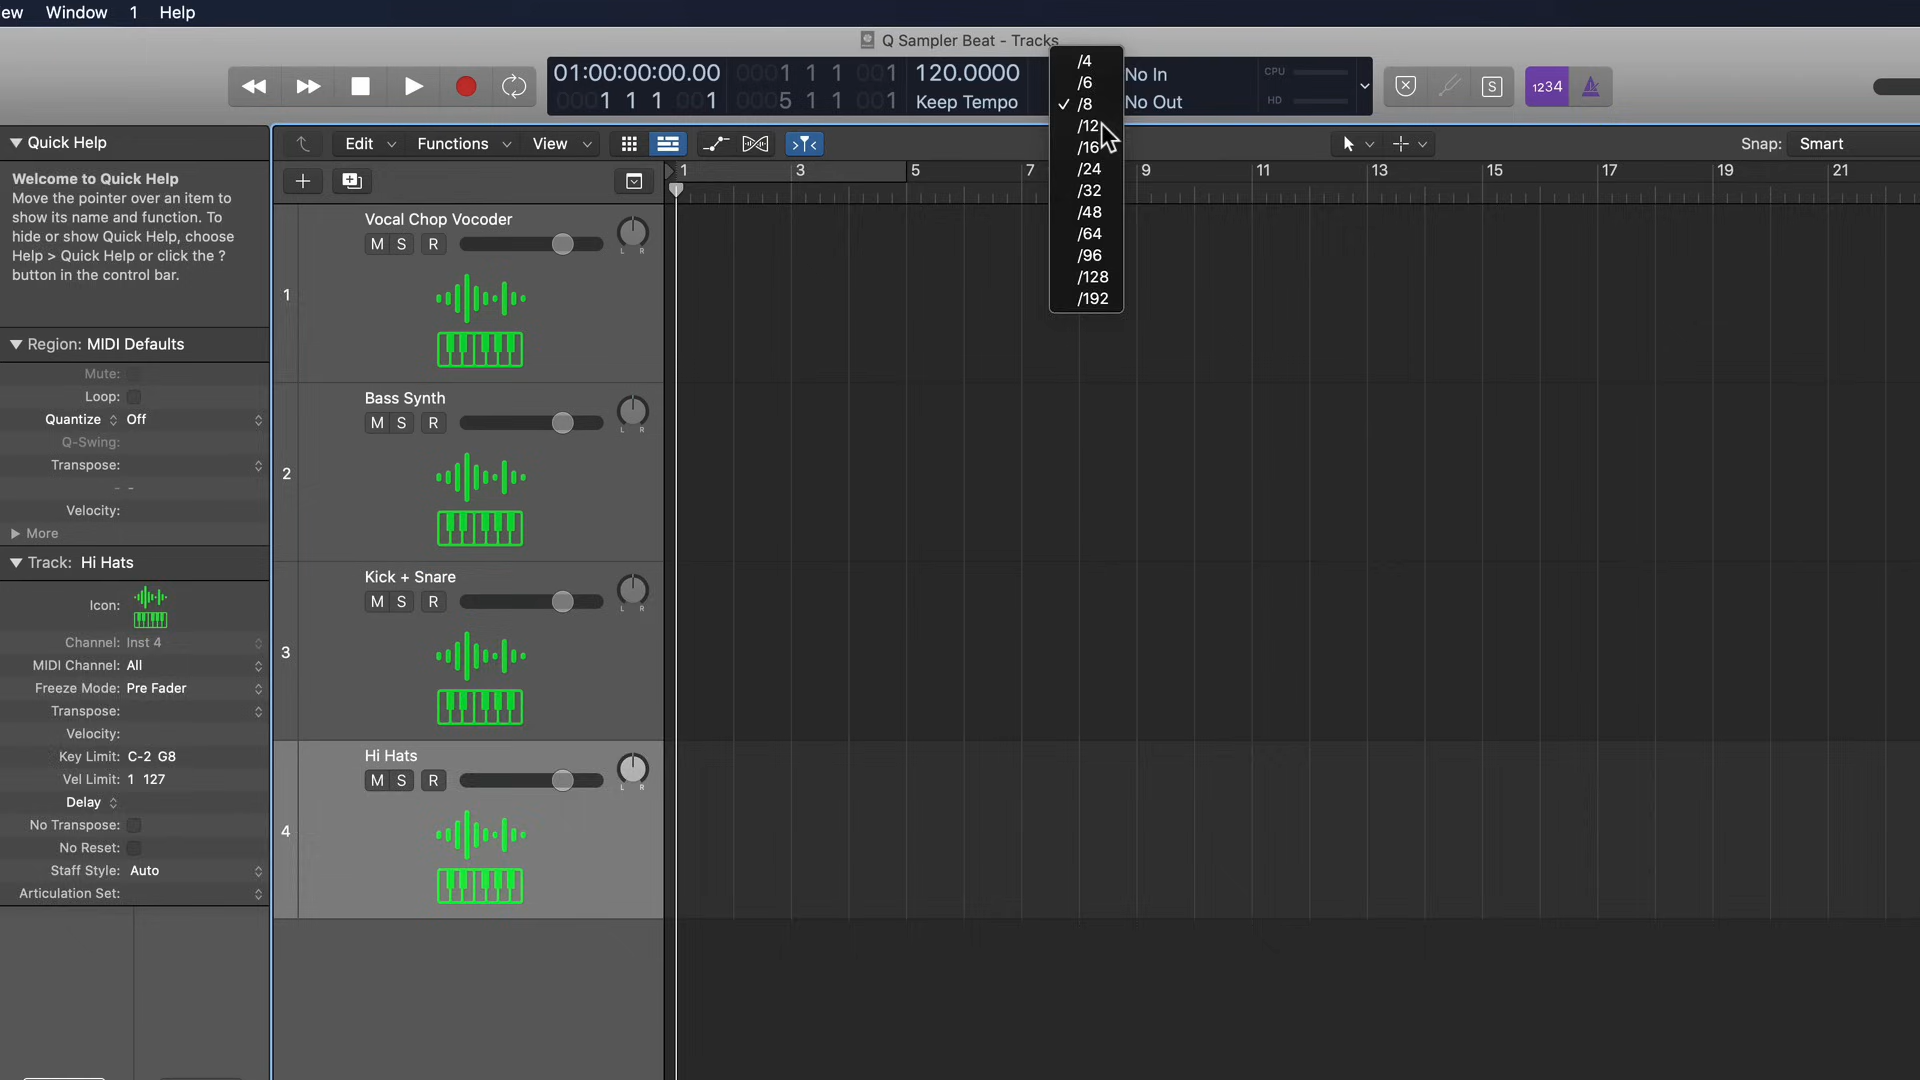 ew Window 1 Help
Q Sampler Beat - Tracks
01:00:00:00.00 0001 1 1 001 120.0000 No In CPU
0001 1 1 001 0005 1 1 001 Keep Tempo No Out HD
/4
/6
✓ /8
/12
/16
/24
/32
/48
/64
/96
/128
/192
S 1234
Quick Help
Edit Functions View Snap: Smart
1 3 5 7 9 11 13 15 17 19 21
Welcome to Quick Help
Move the pointer over an item to
show its name and function. To
hide or show Quick Help, choose
Help > Quick Help or click the ?
button in the control bar.
Region: MIDI Defaults
Mute:
Loop:
Quantize Off
Q-Swing:
Transpose:
- -
Velocity:
More
Track: Hi Hats
Icon:
Channel: Inst 4
MIDI Channel: All
Freeze Mode: Pre Fader
Transpose:
Velocity:
Key Limit: C-2 G8
Vel Limit: 1 127
Delay
No Transpose:
No Reset:
Staff Style: Auto
Articulation Set:
Vocal Chop Vocoder
M S R L R
1
Bass Synth
M S R L R
2
Kick + Snare
M S R L R
3
Hi Hats
M S R L R
4